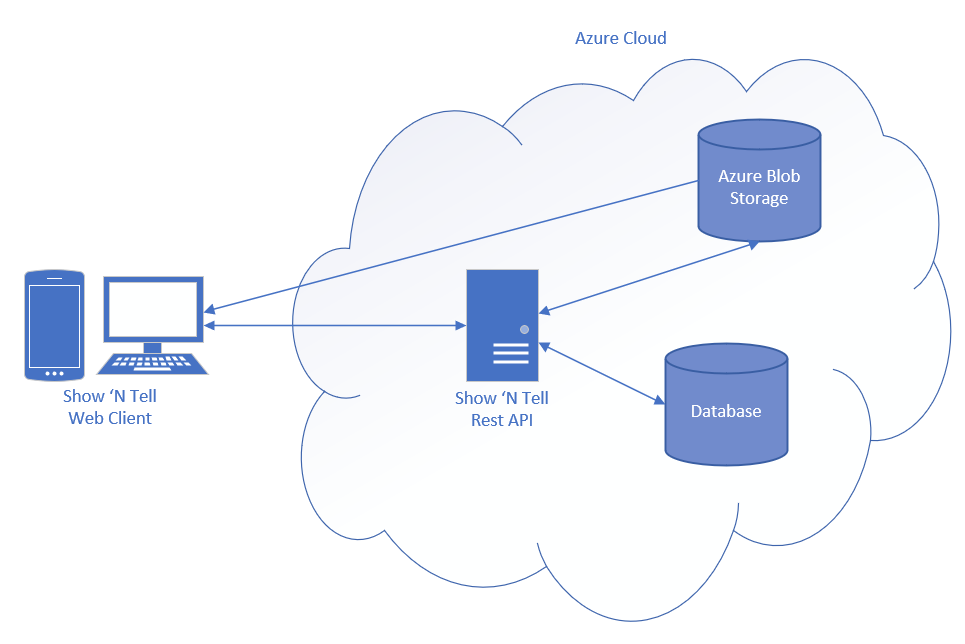 Azure Cloud
Azure Blob
Storage
Show ‘N Tell
Web Client
Show ‘N Tell
Rest API
Database